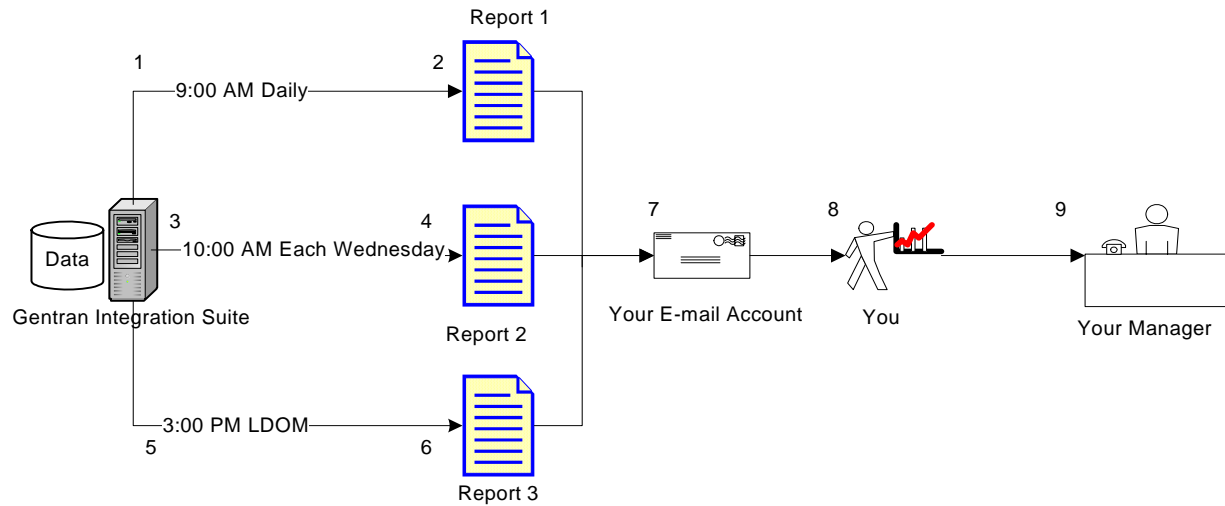 Report 1
1
2
9:00 AM Daily
3
4
7
8
9
10:00 AM Each Wednesday
Data
Gentran Integration Suite
Your E-mail Account
You
Your Manager
Report 2
3:00 PM LDOM
5
6
Report 3